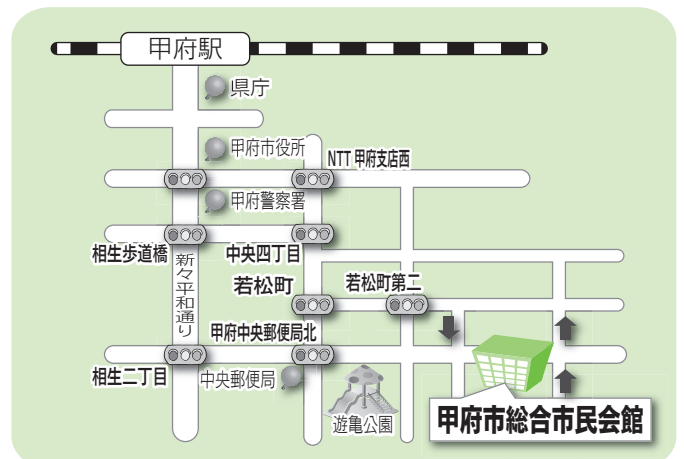 甲府駅
県庁
甲府市役所
NTT 甲府支店西
甲府警察署
相生歩道橋
中央四丁目
新々平和通り
若松町
若松町第二
甲府中央郵便局北
相生二丁目
中央郵便局
遊亀公園
甲府市総合市民会館